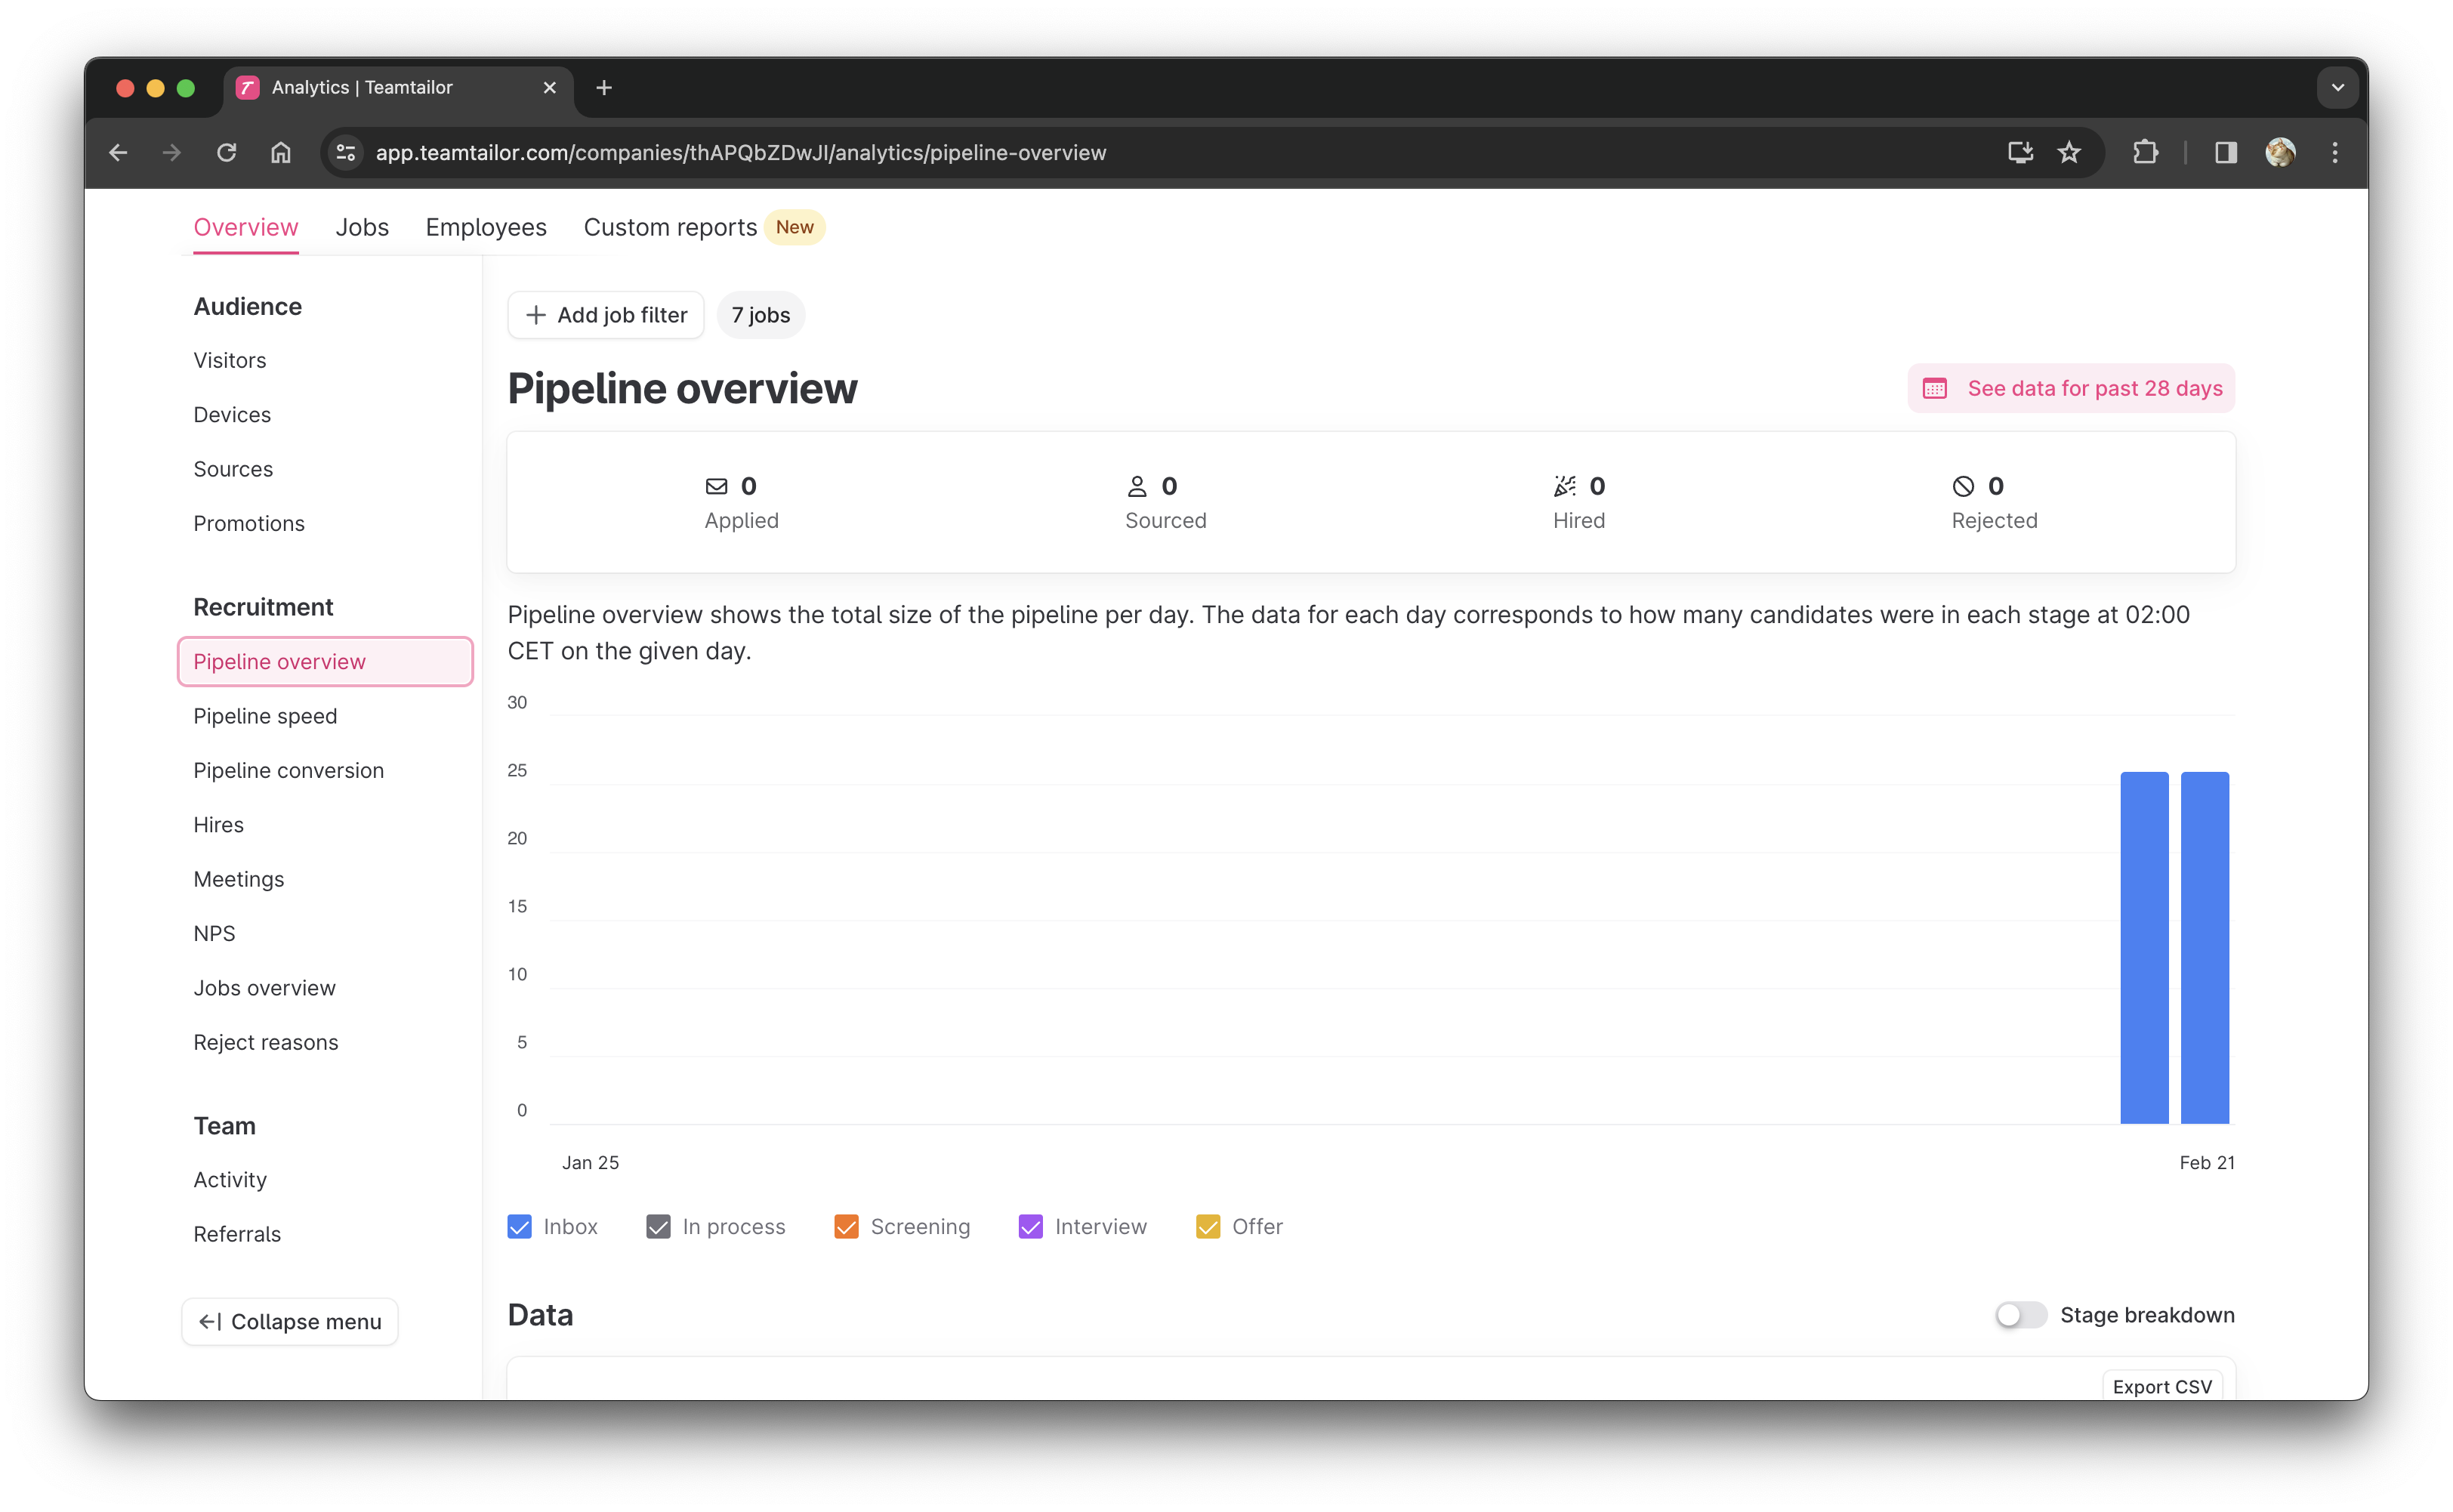 Analytics | Teamtailor
app.teamtailor.com/companies/thAPQbZDwJI/analytics/pipeline-overview
Overview Jobs Employees Custom reports New
Audience
Visitors
Devices
Sources
Promotions
Recruitment
Pipeline overview
Pipeline speed
Pipeline conversion
Hires
Meetings
NPS
Jobs overview
Reject reasons
Team
Activity
Referrals
Collapse menu
Add job filter 7 jobs
Pipeline overview
See data for past 28 days
0 0 0 0
Applied Sourced Hired Rejected
Pipeline overview shows the total size of the pipeline per day. The data for each day corresponds to how many candidates were in each stage at 02:00
CET on the given day.
30
25
20
15
10
5
0
Jan 25 Feb 21
Inbox In process Screening Interview Offer
Data
Stage breakdown
Export CSV